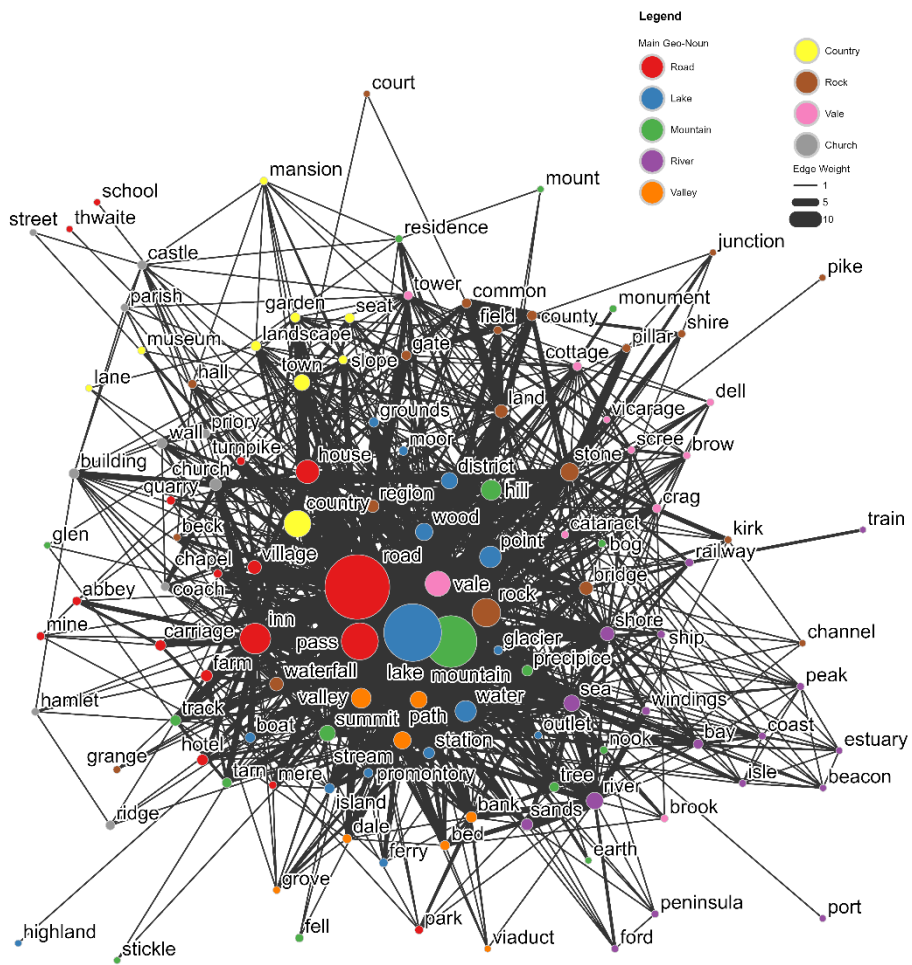 Legend
Main Geo-Noun
Road
Lake
Mountain
River
Valley
Country
Rock
Vale
Church
Edge Weight
1
5
10
court
mansion
mount
school
street
thwaite
residence
castle
junction
tower
common
pike
parish
garden
seat
monument
field
county
shire
landscape
gate
pillar
museum
town
slope
cottage
lane
hall
land
dell
grounds
vicarage
priory
wall
turnpike
moor
scree
brow
building
house
district
stone
church
hill
quarry
country
region
crag
wood
cataract
kirk
train
beck
point
bog
glen
village
road
railway
chapel
bridge
vale
coach
rock
abbey
inn
shore
mine
carriage
pass
glacier
ship
channel
lake
mountain
precipice
farm
waterfall
sea
peak
hamlet
valley
path
water
windings
track
summit
outlet
bay
coast
boat
station
estuary
grange
hotel
stream
nook
tarn
mere
promontory
tree
river
isle
beacon
island
bank
sands
brook
ridge
dale
bed
ferry
earth
grove
park
peninsula
port
highland
stickle
fell
viaduct
ford